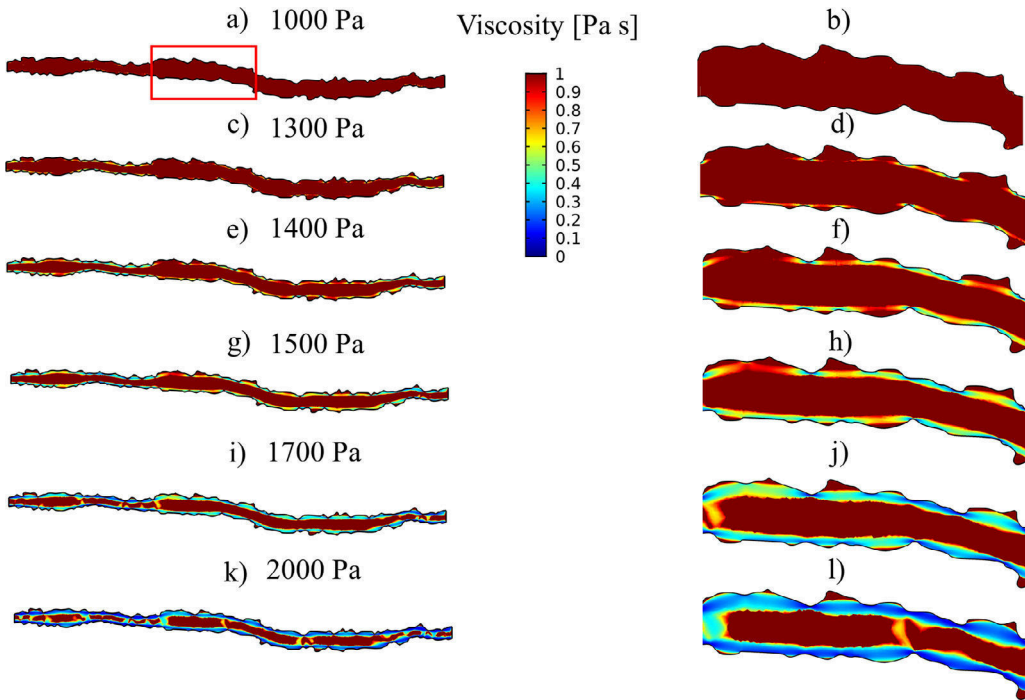 a) 1000 Pa
Viscosity [Pa s]
b)
1
0.9
0.8
0.7
0.6
0.5
0.4
0.3
0.2
0.1
0
c) 1300 Pa
d)
e) 1400 Pa
f)
g) 1500 Pa
h)
i) 1700 Pa
j)
k) 2000 Pa
l)